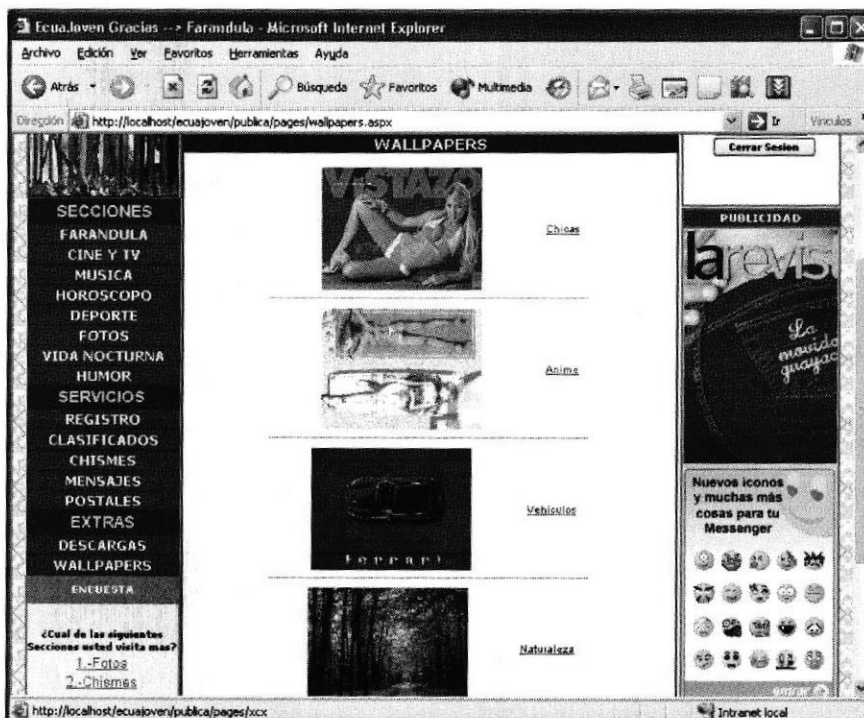 EcuaJoven Gracias --> Farandula - Microsoft Internet Explorer
Archivo Edición Ver Favoritos Herramientas Ayuda
Atrás Búsqueda Favoritos Multimedia
Dirección http://localhost/ecuajoven/publica/pages/wallpapers.aspx Ir Vínculos
SECCIONES
FARANDULA
CINE Y TV
MUSICA
HOROSCOPO
DEPORTE
FOTOS
VIDA NOCTURNA
HUMOR
SERVICIOS
REGISTRO
CLASIFICADOS
CHISMES
MENSAJES
POSTALES
EXTRAS
DESCARGAS
WALLPAPERS
ENCUESTA
¿Cual de las siguientes
Secciones usted visita mas?
1.-Fotos
2.-Chismes
WALLPAPERS
VISTAZO
Chicas
Anime
Vehiculos
Ferrari
Naturaleza
Cerrar Sesion
PUBLICIDAD
larevist
La
movida
guayac
Nuevos iconos
y muchas más
cosas para tu
Messenger
entrar
http://localhost/ecuajoven/publica/pages/xcx Intranet local